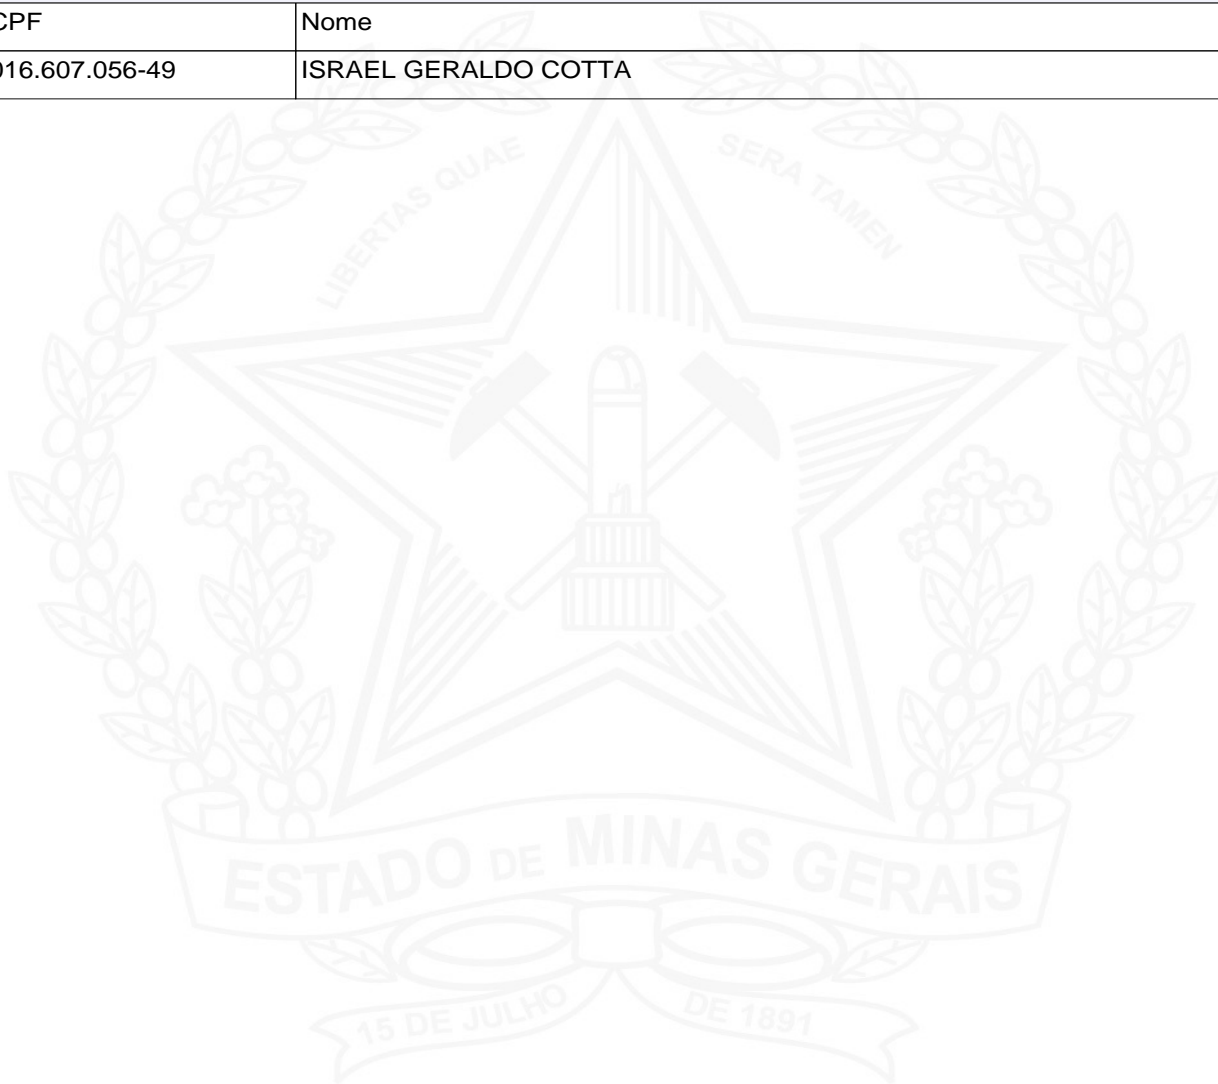 CPF Nome
016.607.056-49 ISRAEL GERALDO COTTA
LIBERTAS QUAE SERA TAMEN
ESTADO DE MINAS GERAIS
15 DE JULHO DE 1891